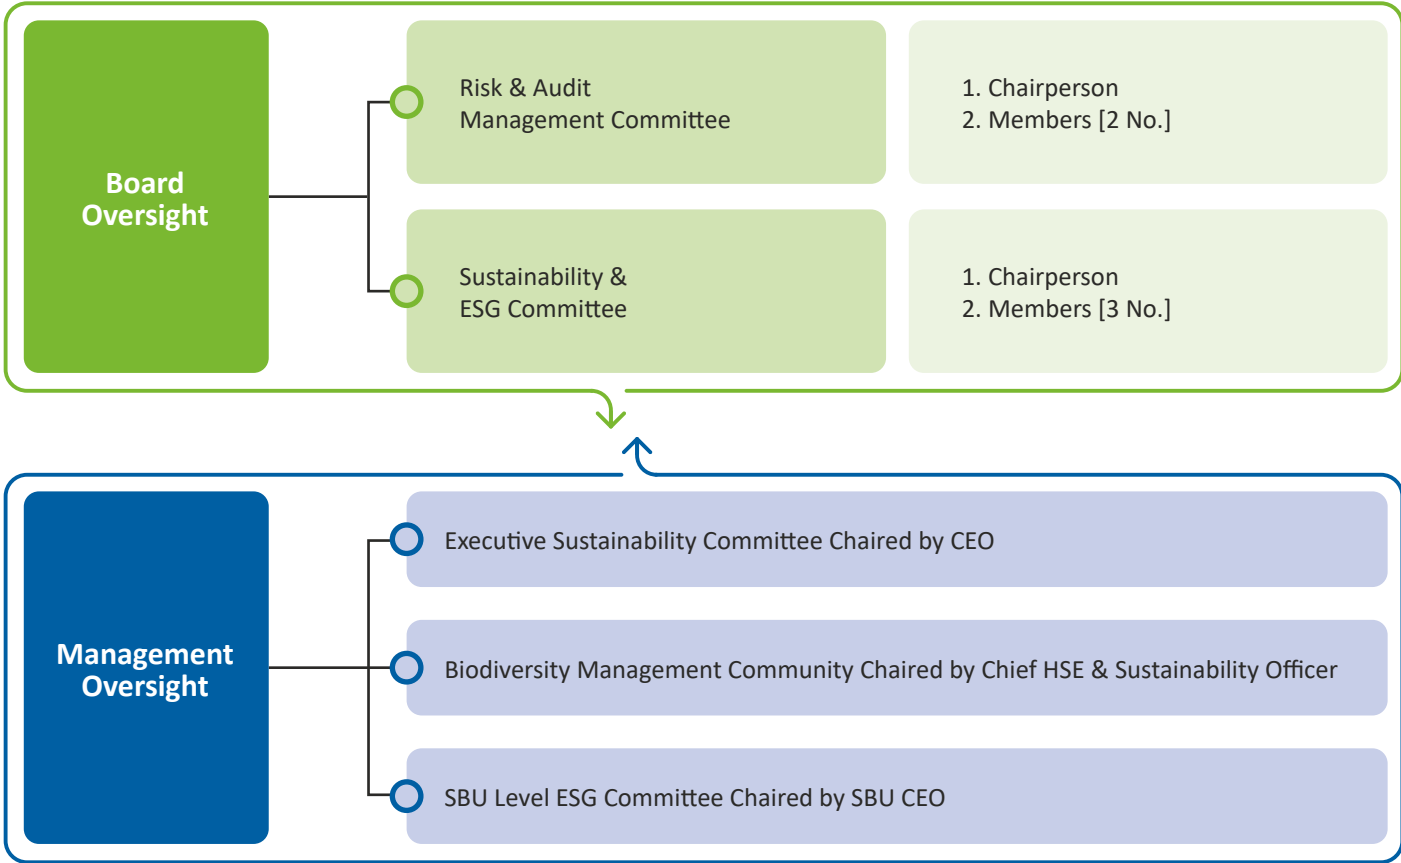 Board
Oversight
Risk & Audit
Management Committee
1. Chairperson
2. Members [2 No.]
Sustainability &
ESG Committee
1. Chairperson
2. Members [3 No.]
Management
Oversight
Executive Sustainability Committee Chaired by CEO
Biodiversity Management Community Chaired by Chief HSE & Sustainability Officer
SBU Level ESG Committee Chaired by SBU CEO